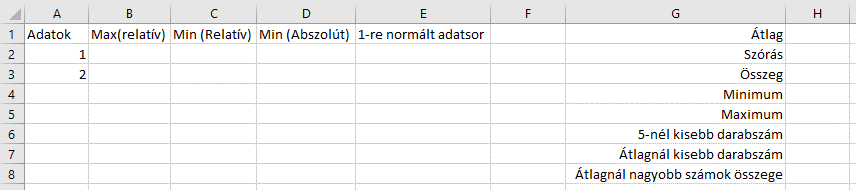 A B C D E F G H
1 Adatok Max(relatív) Min (Relatív) Min (Abszolút) 1-re normált adatsor Átlag
2 1 Szórás
3 2 Összeg
4 Minimum
5 Maximum
6 5-nél kisebb darabszám
7 Átlagnál kisebb darabszám
8 Átlagnál nagyobb számok összege